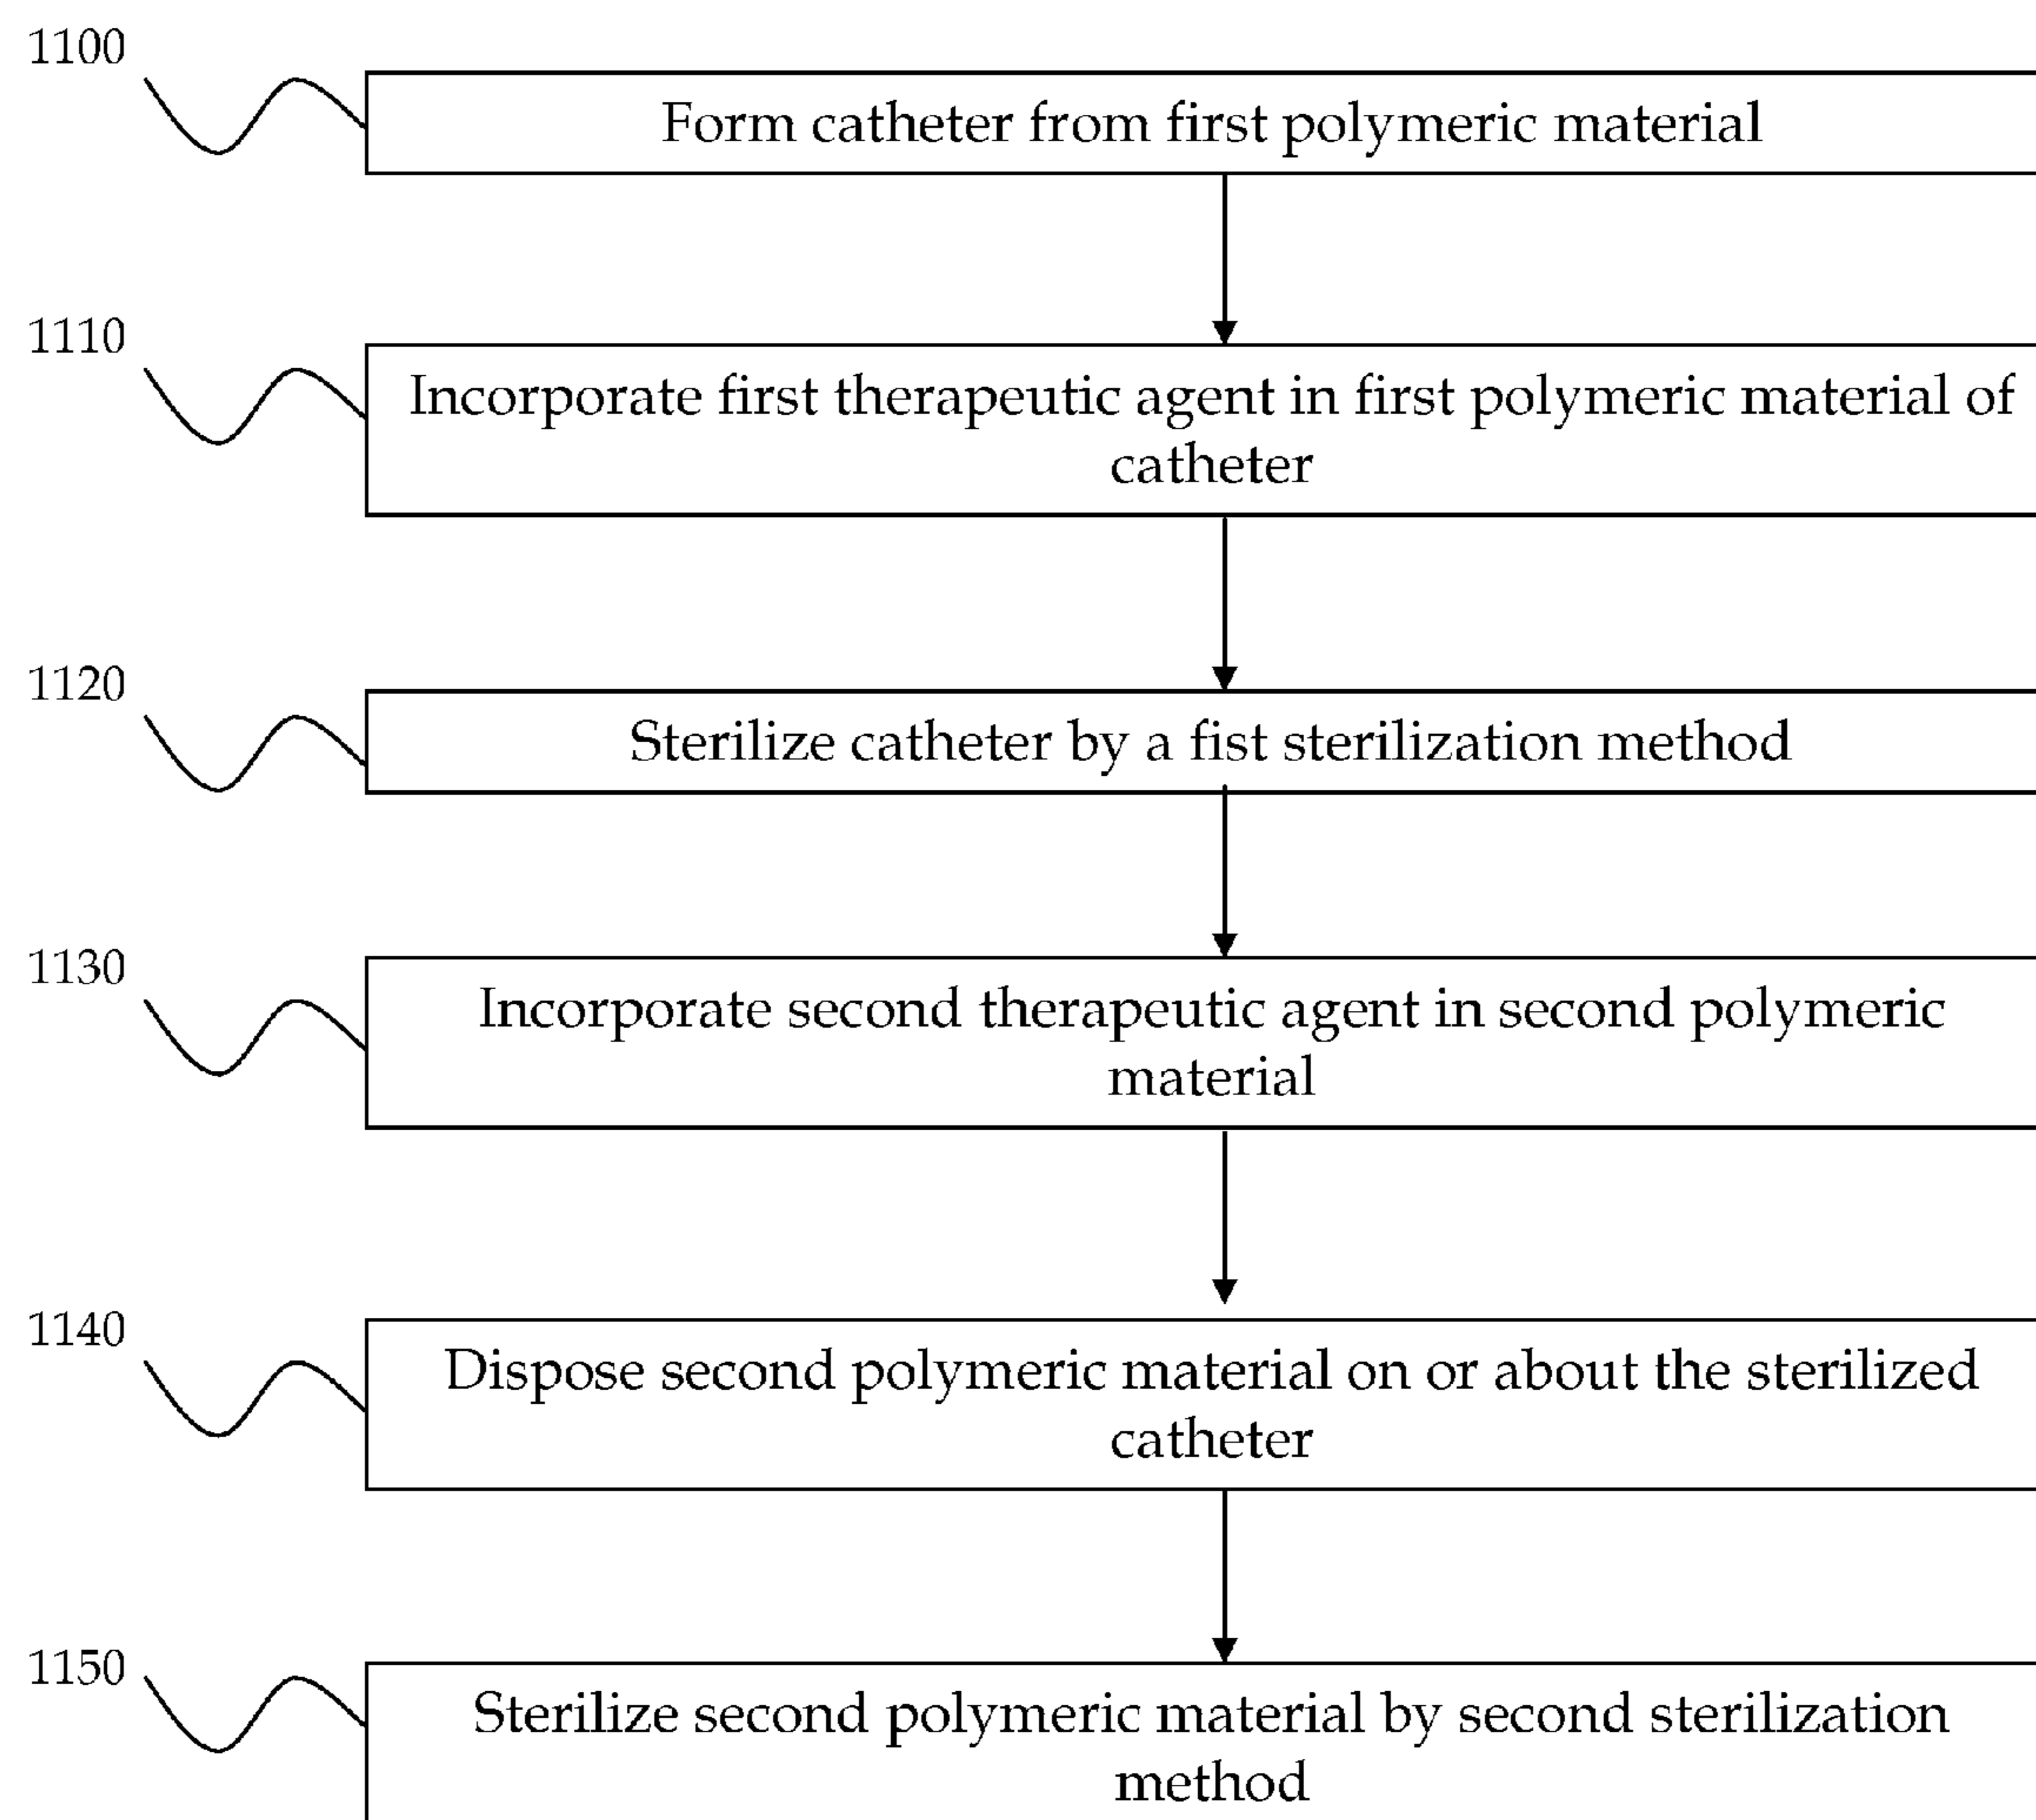 1100
Form catheter from first polymeric material
1110
Incorporate first therapeutic agent in first polymeric material of
catheter
1120
Sterilize catheter by a fist sterilization method
1130
Incorporate second therapeutic agent in second polymeric
material
1140
Dispose second polymeric material on or about the sterilized
catheter
1150
Sterilize second polymeric material by second sterilization
method